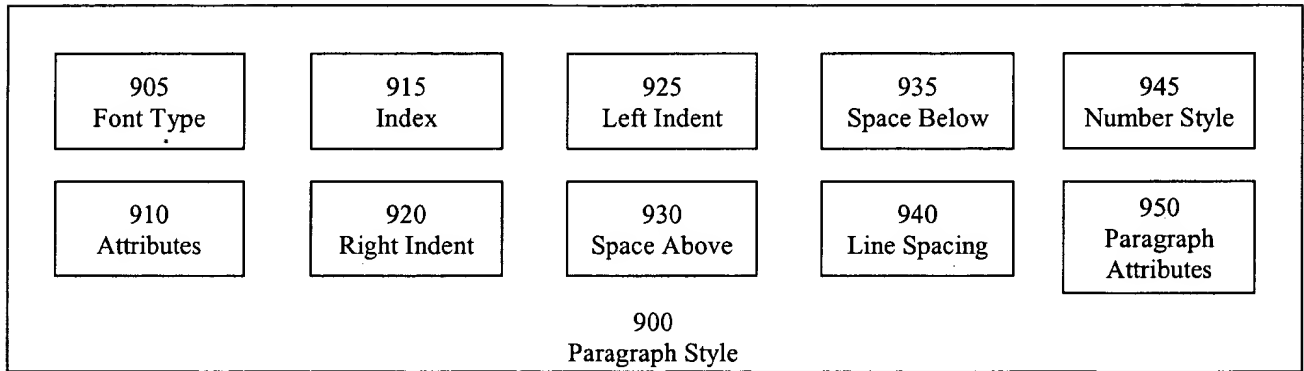 905
Font Type
915
Index
925
Left Indent
935
Space Below
945
Number Style
910
Attributes
920
Right Indent
930
Space Above
940
Line Spacing
950
Paragraph
Attributes
900
Paragraph Style